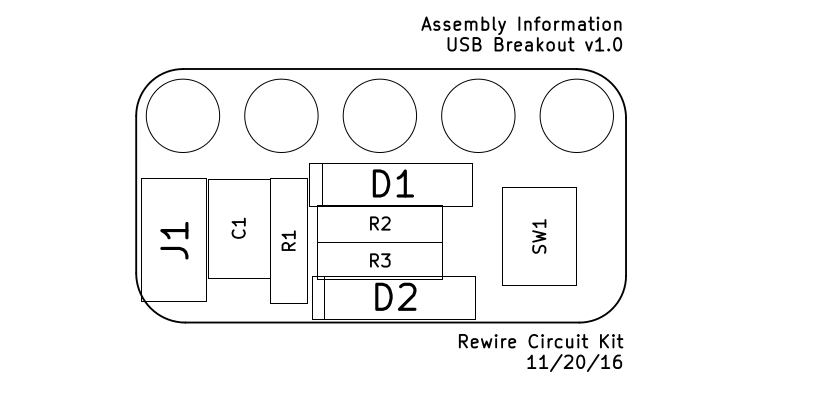 Assembly Information
USB Breakout v1.0
D1
J1
C1
R1
R2
R3
SW1
D2
Rewire Circuit Kit
11/20/16